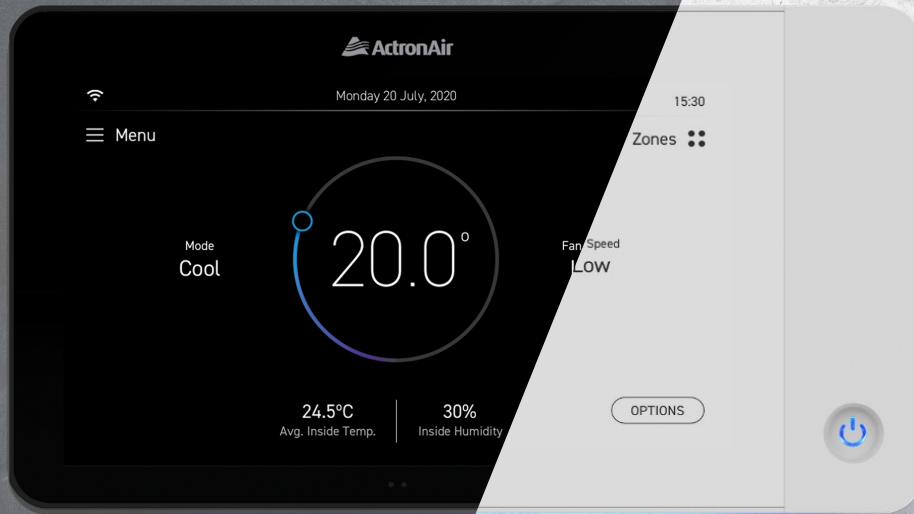 ActronAir
Monday 20 July, 2020
15:30
Menu
Zones
Mode
Cool
20.0°
Fan Speed
Low
24.5°C
Avg. Inside Temp.
30%
Inside Humidity
OPTIONS